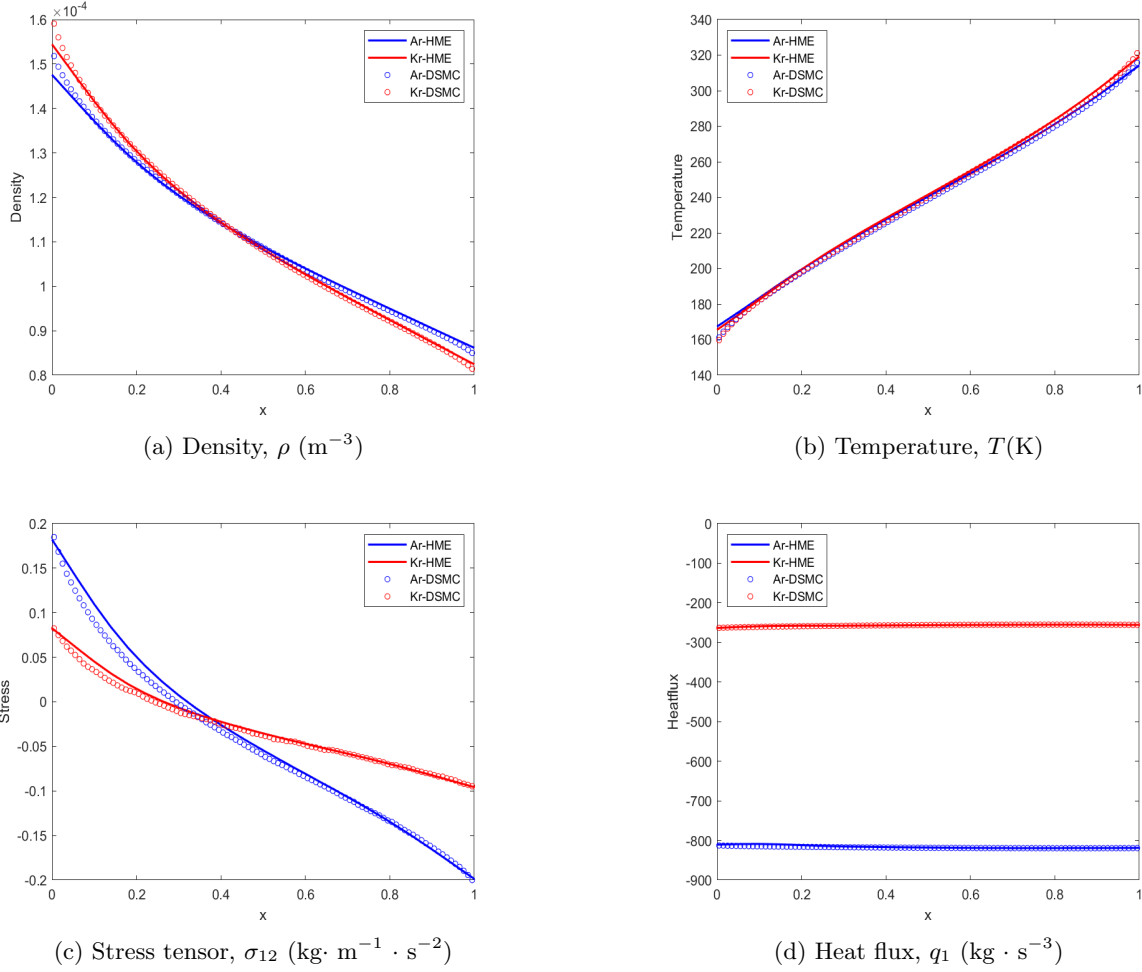 ×10⁻⁴
1.6
1.5
1.4
1.3
1.2
1.1
1
0.9
0.8
Density
0 0.2 0.4 0.6 0.8 1
x
Ar-HME
Kr-HME
Ar-DSMC
Kr-DSMC
(a) Density, ρ (m⁻³)
340
320
300
280
260
240
220
200
180
160
140
Temperature
0 0.2 0.4 0.6 0.8 1
x
Ar-HME
Kr-HME
Ar-DSMC
Kr-DSMC
(b) Temperature, T(K)
0.2
0.15
0.1
0.05
0
-0.05
-0.1
-0.15
-0.2
Stress
0 0.2 0.4 0.6 0.8 1
x
Ar-HME
Kr-HME
Ar-DSMC
Kr-DSMC
(c) Stress tensor, σ₁₂ (kg· m⁻¹ · s⁻²)
0
-100
-200
-300
-400
-500
-600
-700
-800
-900
Heatflux
0 0.2 0.4 0.6 0.8 1
x
Ar-HME
Kr-HME
Ar-DSMC
Kr-DSMC
(d) Heat flux, q₁ (kg · s⁻³)